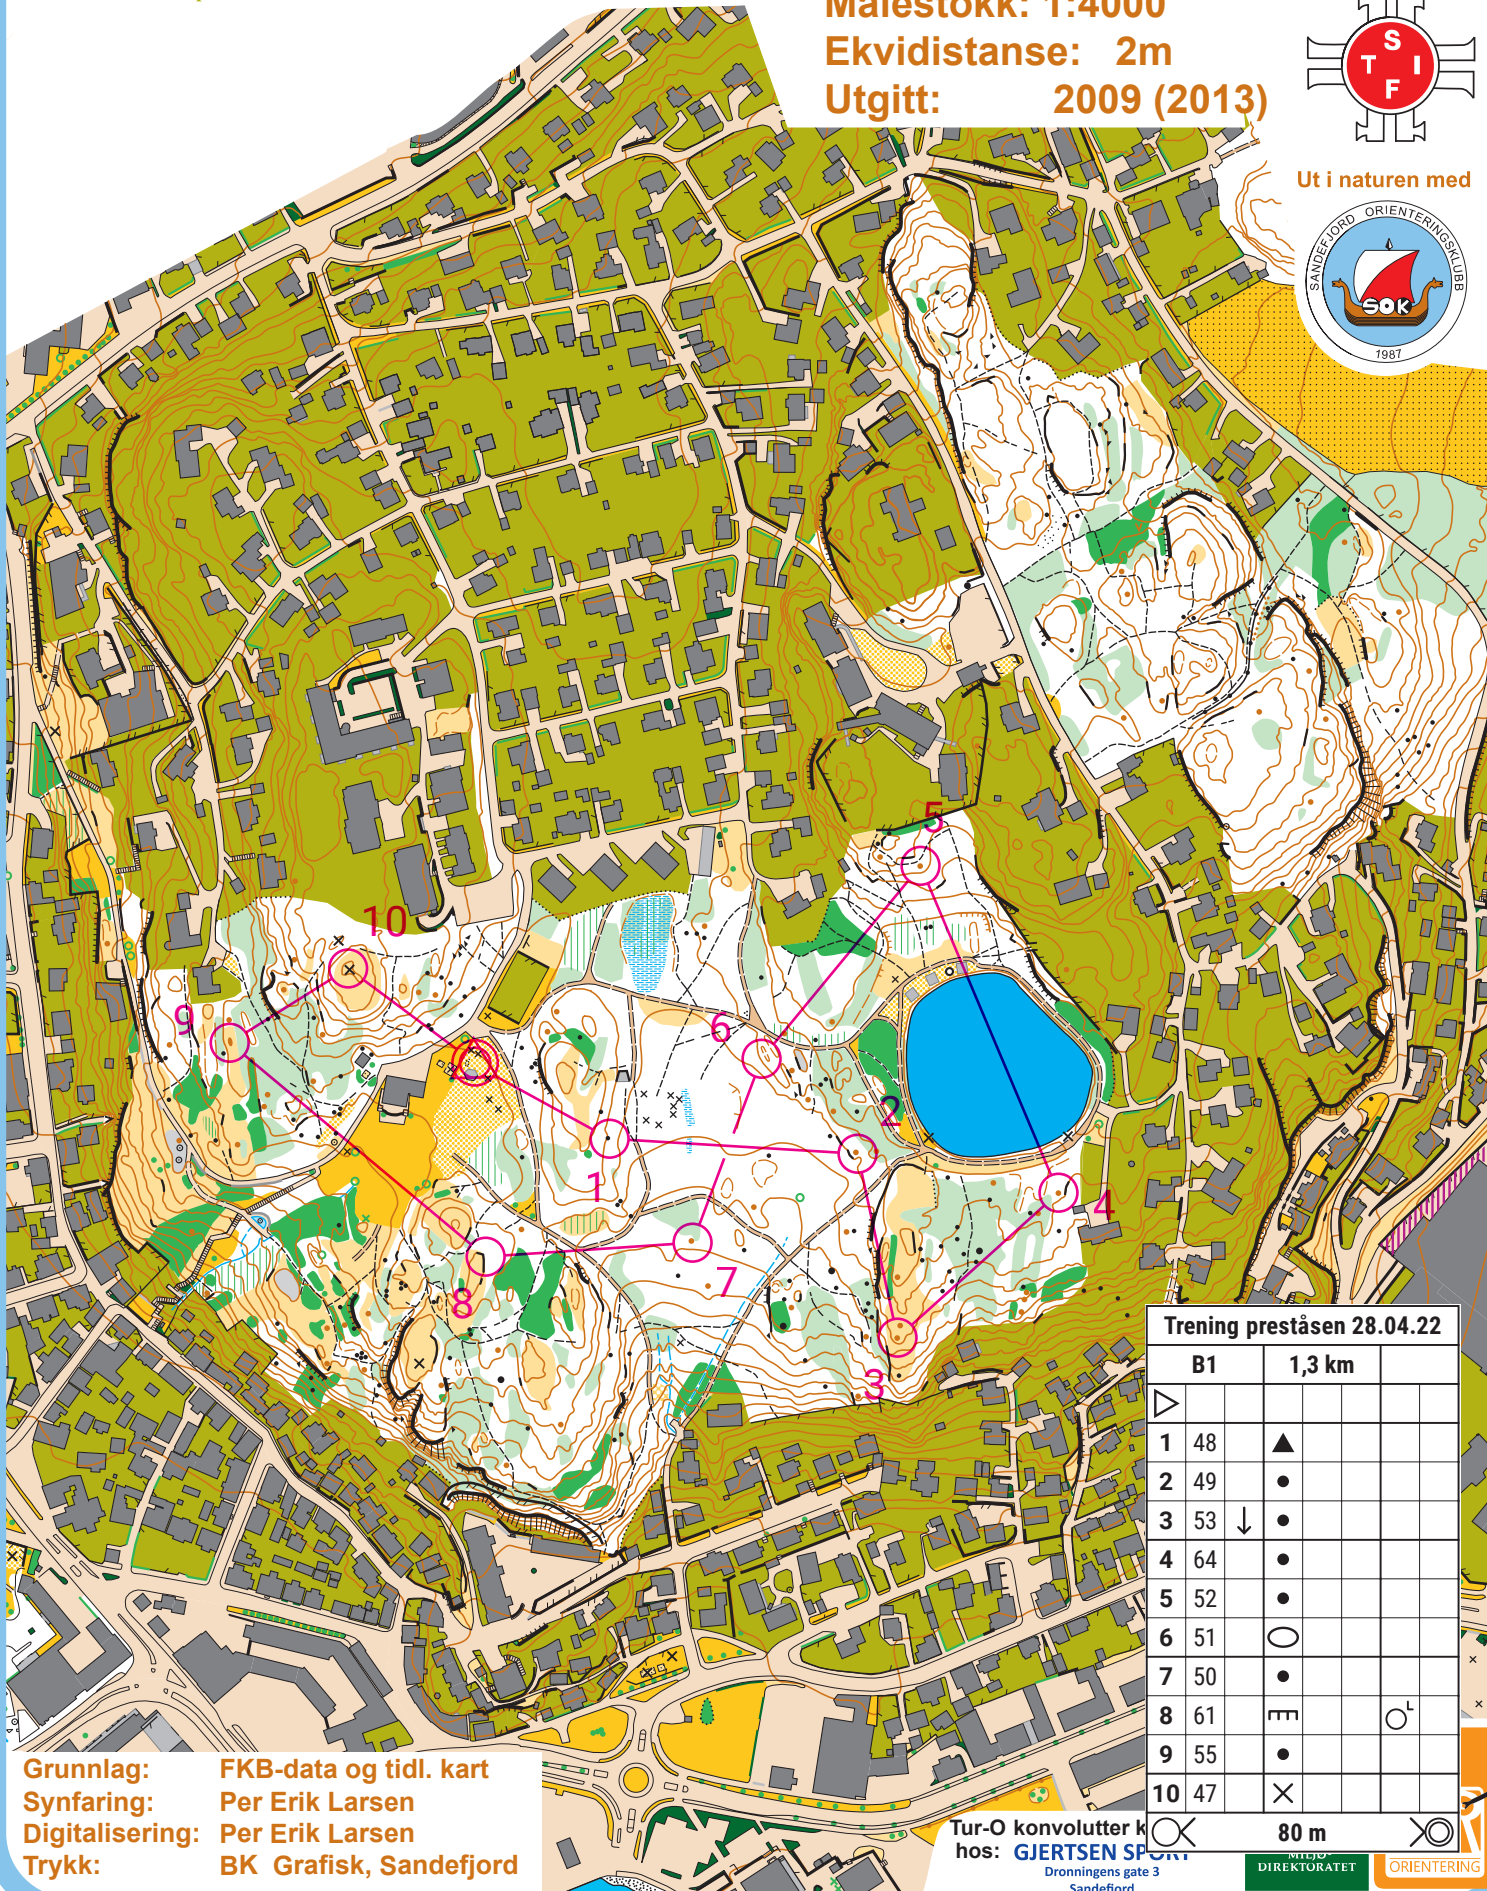 Målestokk: 1:4000
Ekvidistanse: 2m
Utgitt: 2009 (2013)
S
T I
F
Ut i naturen med
SANDEFJORD ORIENTERINGSKLUBB
SOK
1987
5
10
9
6
2
1
4
7
8
3
Trening preståsen 28.04.22
B1 1,3 km
1 48
2 49
3 53
4 64
5 52
6 51
7 50
8 61
9 55
10 47
80 m
Grunnlag: FKB-data og tidl. kart
Synfaring: Per Erik Larsen
Digitalisering: Per Erik Larsen
Trykk: BK Grafisk, Sandefjord
Tur-O konvolutter k
hos: GJERTSEN SPORT
Dronningens gate 3
Sandefjord
MILJØ-
DIREKTORATET
ORIENTERING